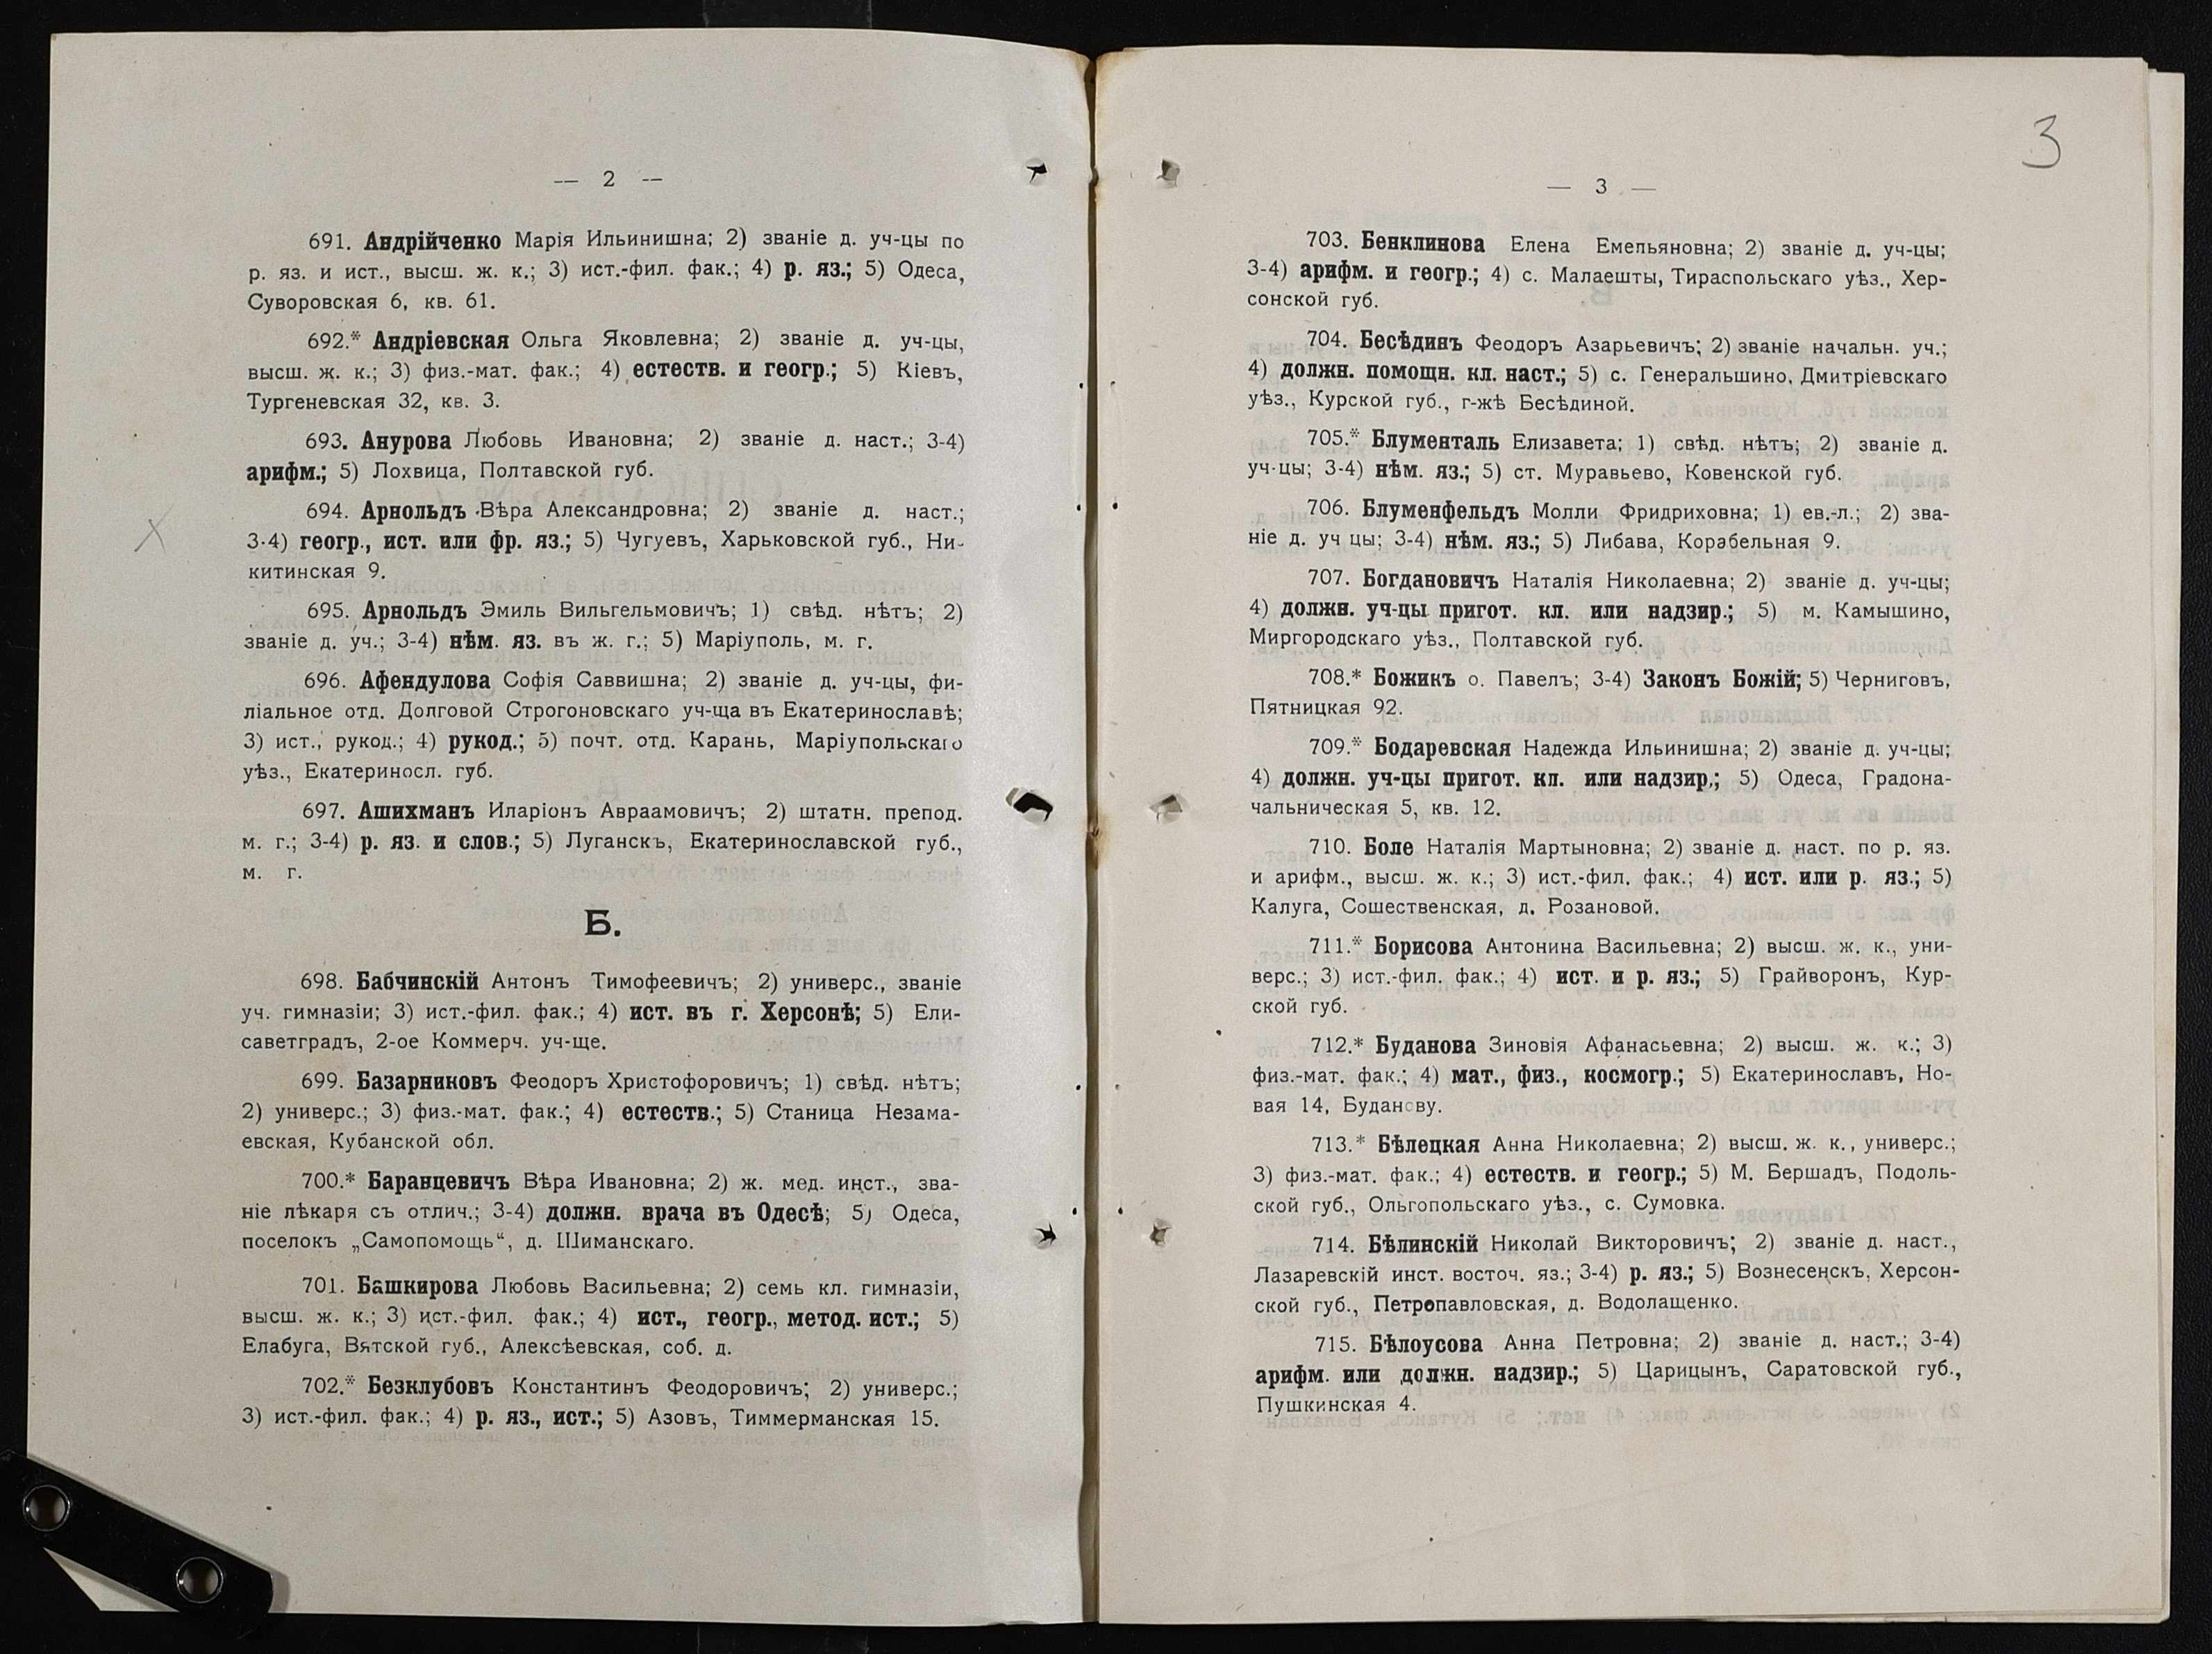 — 2 —
691. Андрійченко Марія Ильинишна; 2) званіе д. уч-цы по
р. яз. и ист., высш. ж. к.; 3) ист.-фил. фак.; 4) р. яз.; 5) Одеса,
Суворовская 6, кв. 61.
692.* Андріевская Ольга Яковлевна; 2) званіе д. уч-цы,
высш. ж. к.; 3) физ.-мат. фак.; 4) естеств. и геогр.; 5) Кіевъ,
Тургеневская 32, кв. 3.
693. Анурова Любовь Ивановна; 2) званіе д. наст.; 3-4)
арифм.; 5) Лохвица, Полтавской губ.
694. Арнольдъ Вѣра Александровна; 2) званіе д. наст.;
3-4) геогр., ист. или фр. яз.; 5) Чугуевъ, Харьковской губ., Ни-
китинская 9.
695. Арнольдъ Эмиль Вильгельмовичъ; 1) свѣд. нѣтъ; 2)
званіе д. уч.; 3-4) нѣм. яз. въ ж. г.; 5) Маріуполь, м. г.
696. Афендулова Софія Саввишна; 2) званіе д. уч-цы, фи-
ліальное отд. Долговой Строгоновскаго уч-ща въ Екатеринославѣ;
3) ист., рукод.; 4) рукод.; 5) почт. отд. Карань, Маріупольскаго
уѣз., Екатериносл. губ.
697. Ашихманъ Иларіонъ Авраамовичъ; 2) штатн. препод.
м. г.; 3-4) р. яз. и слов.; 5) Луганскъ, Екатеринославской губ.,
м. г.
Б.
698. Бабчинскій Антонъ Тимофеевичъ; 2) универс., званіе
уч. гимназіи; 3) ист.-фил. фак.; 4) ист. въ г. Херсонѣ; 5) Ели-
саветградъ, 2-ое Коммерч. уч-ще.
699. Базарниковъ Феодоръ Христофоровичъ; 1) свѣд. нѣтъ;
2) универс.; 3) физ.-мат. фак.; 4) естеств.; 5) Станица Незама-
евская, Кубанской обл.
700.* Баранцевичъ Вѣра Ивановна; 2) ж. мед. инст., зва-
ніе лѣкаря съ отлич.; 3-4) должн. врача въ Одесѣ; 5) Одеса,
поселокъ „Самопомощь“, д. Шиманскаго.
701. Башкирова Любовь Васильевна; 2) семь кл. гимназіи,
высш. ж. к.; 3) ист.-фил. фак.; 4) ист., геогр., метод. ист.; 5)
Елабуга, Вятской губ., Алексѣевская, соб. д.
702.* Безклубовъ Константинъ Феодоровичъ; 2) универс.;
3) ист.-фил. фак.; 4) р. яз., ист.; 5) Азовъ, Тиммерманская 15.
3
— 3 —
703. Бенклинова Елена Емельяновна; 2) званіе д. уч-цы;
3-4) арифм. и геогр.; 4) с. Малаешты, Тираспольскаго уѣз., Хер-
сонской губ.
704. Бесѣдинъ Феодоръ Азарьевичъ; 2) званіе начальн. уч.;
4) должн. помощн. кл. наст.; 5) с. Генеральшино, Дмитріевскаго
уѣз., Курской губ., г-жѣ Бесѣдиной.
705.* Блументаль Елизавета; 1) свѣд. нѣтъ; 2) званіе д.
уч-цы; 3-4) нѣм. яз.; 5) ст. Муравьево, Ковенской губ.
706. Блуменфельдъ Молли Фридриховна; 1) ев.-л.; 2) зва-
ніе д. уч цы; 3-4) нѣм. яз.; 5) Либава, Корабельная 9.
707. Богдановичъ Наталія Николаевна; 2) званіе д. уч-цы;
4) должн. уч-цы пригот. кл. или надзир.; 5) м. Камышино,
Миргородскаго уѣз., Полтавской губ.
708.* Божикъ о. Павелъ; 3-4) Законъ Божій; 5) Черниговъ,
Пятницкая 92.
709.* Бодаревская Надежда Ильинишна; 2) званіе д. уч-цы;
4) должн. уч-цы пригот. кл. или надзир.; 5) Одеса, Градона-
чальническая 5, кв. 12.
710. Боле Наталія Мартыновна; 2) званіе д. наст. по р. яз.
и арифм., высш. ж. к.; 3) ист.-фил. фак.; 4) ист. или р. яз.; 5)
Калуга, Сошественская, д. Розановой.
711.* Борисова Антонина Васильевна; 2) высш. ж. к., уни-
верс.; 3) ист.-фил. фак.; 4) ист. и р. яз.; 5) Грайворонъ, Кур-
ской губ.
712.* Буданова Зиновія Афанасьевна; 2) высш. ж. к.; 3)
физ.-мат. фак.; 4) мат., физ., космогр.; 5) Екатеринославъ, Но-
вая 14, Буданову.
713.* Бѣлецкая Анна Николаевна; 2) высш. ж. к., универс.;
3) физ.-мат. фак.; 4) естеств. и геогр.; 5) М. Бершадъ, Подоль-
ской губ., Ольгопольскаго уѣз., с. Сумовка.
714. Бѣлинскій Николай Викторовичъ; 2) званіе д. наст.,
Лазаревскій инст. восточ. яз.; 3-4) р. яз.; 5) Вознесенскъ, Херсон-
ской губ., Петропавловская, д. Водолащенко.
715. Бѣлоусова Анна Петровна; 2) званіе д. наст.; 3-4)
арифм. или должн. надзир.; 5) Царицынъ, Саратовской губ.,
Пушкинская 4.